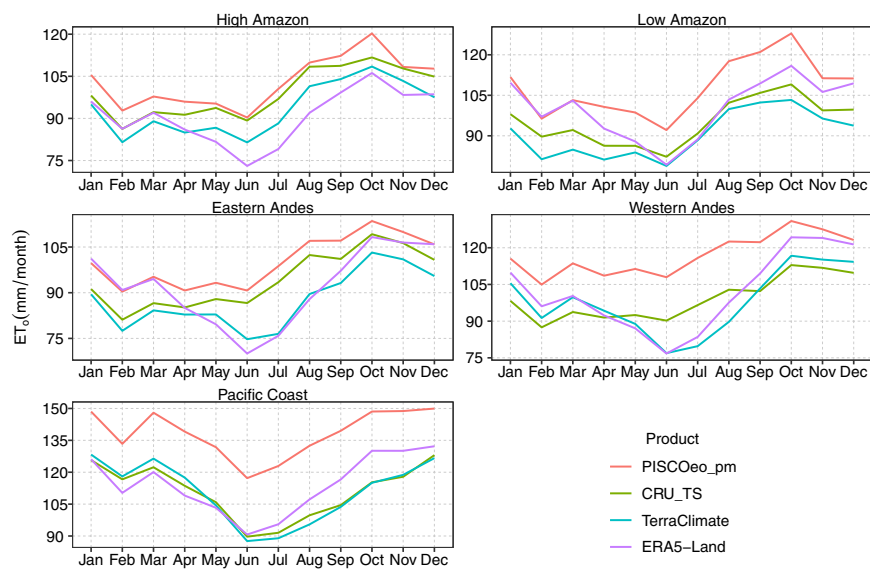 High Amazon
Low Amazon
120
105
90
75
Jan Feb Mar Apr May Jun Jul Aug Sep Oct Nov Dec
120
105
90
Jan Feb Mar Apr May Jun Jul Aug Sep Oct Nov Dec
Eastern Andes
Western Andes
ETo(mm/month)
105
90
75
Jan Feb Mar Apr May Jun Jul Aug Sep Oct Nov Dec
120
105
90
75
Jan Feb Mar Apr May Jun Jul Aug Sep Oct Nov Dec
Pacific Coast
150
135
120
105
90
Jan Feb Mar Apr May Jun Jul Aug Sep Oct Nov Dec
Product
PISCOeo_pm
CRU_TS
TerraClimate
ERA5−Land